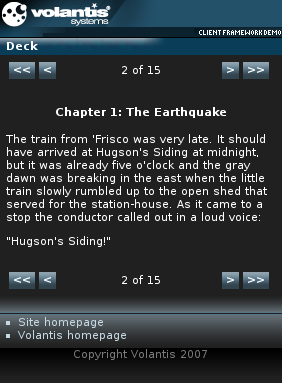 volantis
systems
CLIENT FRAMEWORK DEMO
Deck
<< < 2 of 15 > >>
Chapter 1: The Earthquake
The train from 'Frisco was very late. It should
have arrived at Hugson's Siding at midnight,
but it was already five o'clock and the gray
dawn was breaking in the east when the little
train slowly rumbled up to the open shed that
served for the station-house. As it came to a
stop the conductor called out in a loud voice:
"Hugson's Siding!"
<< < 2 of 15 > >>
Site homepage
Volantis homepage
Copyright Volantis 2007